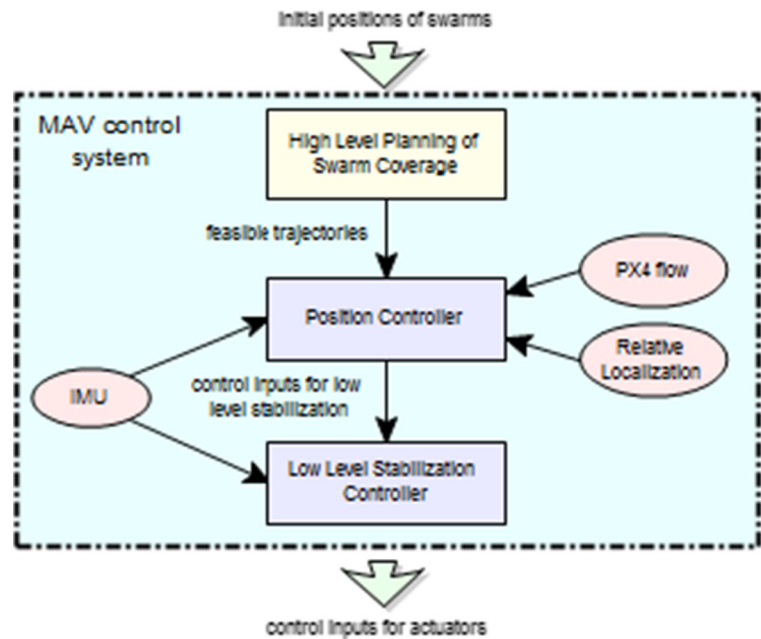 initial positions of swarms
MAV control
system
High Level Planning of
Swarm Coverage
feasible trajectories
PX4 flow
Position Controller
Relative
Localization
IMU
control inputs for low
level stabilization
Low Level Stabilization
Controller
control inputs for actuators